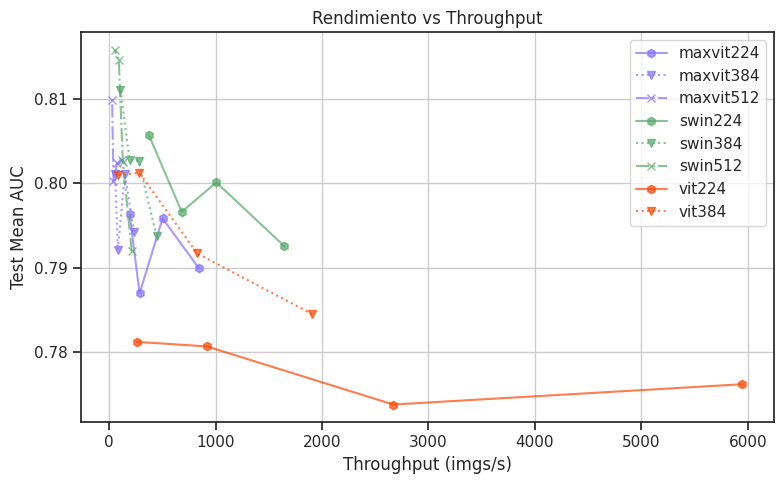 Rendimiento vs Throughput
Test Mean AUC
0.81
0.80
0.79
0.78
0
1000
2000
3000
4000
5000
6000
Throughput (imgs/s)
maxvit224
maxvit384
maxvit512
swin224
swin384
swin512
vit224
vit384